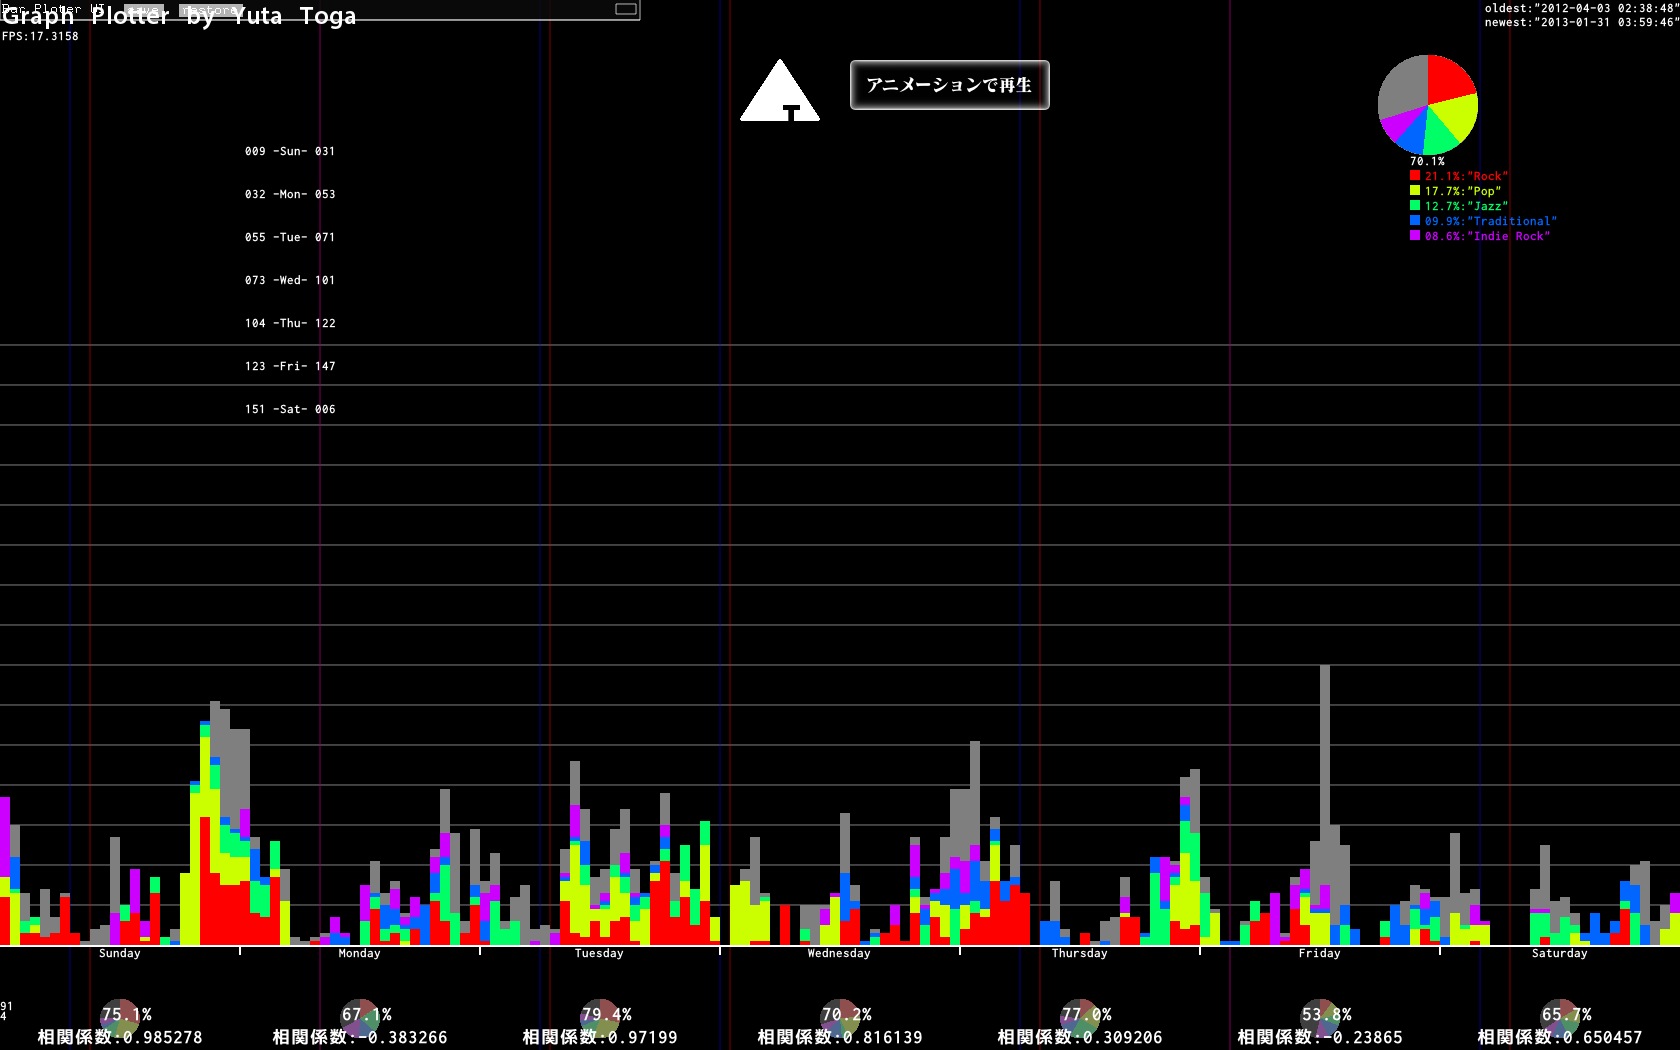 Bar Plotter UI save restore
Graph Plotter by Yuta Toga
FPS:17.3158
oldest:"2012-04-03 02:38:48"
newest:"2013-01-31 03:59:46"
T
アニメーションで再生
009 -Sun- 031
032 -Mon- 053
055 -Tue- 071
073 -Wed- 101
104 -Thu- 122
123 -Fri- 147
151 -Sat- 006
70.1%
21.1%:"Rock"
17.7%:"Pop"
12.7%:"Jazz"
09.9%:"Traditional"
08.6%:"Indie Rock"
Sunday Monday Tuesday Wednesday Thursday Friday Saturday
91
4
75.1% 67.1% 79.4% 70.2% 77.0% 53.8% 65.7%
相関係数:0.985278 相関係数:-0.383266 相関係数:0.97199 相関係数:0.816139 相関係数:0.309206 相関係数:-0.23865 相関係数:0.650457